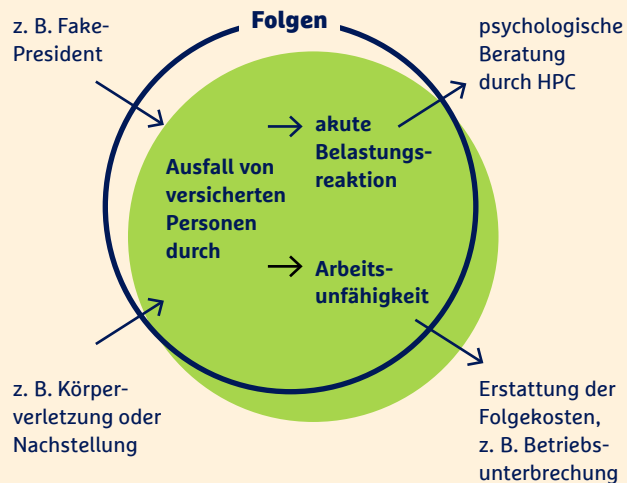 Folgen
z. B. Fake-
President
psychologische
Beratung
durch HPC
akute
Belastungs-
reaktion
Ausfall von
versicherten
Personen
durch
Arbeits-
unfähigkeit
z. B. Körper-
verletzung oder
Nachstellung
Erstattung der
Folgekosten,
z. B. Betriebs-
unterbrechung